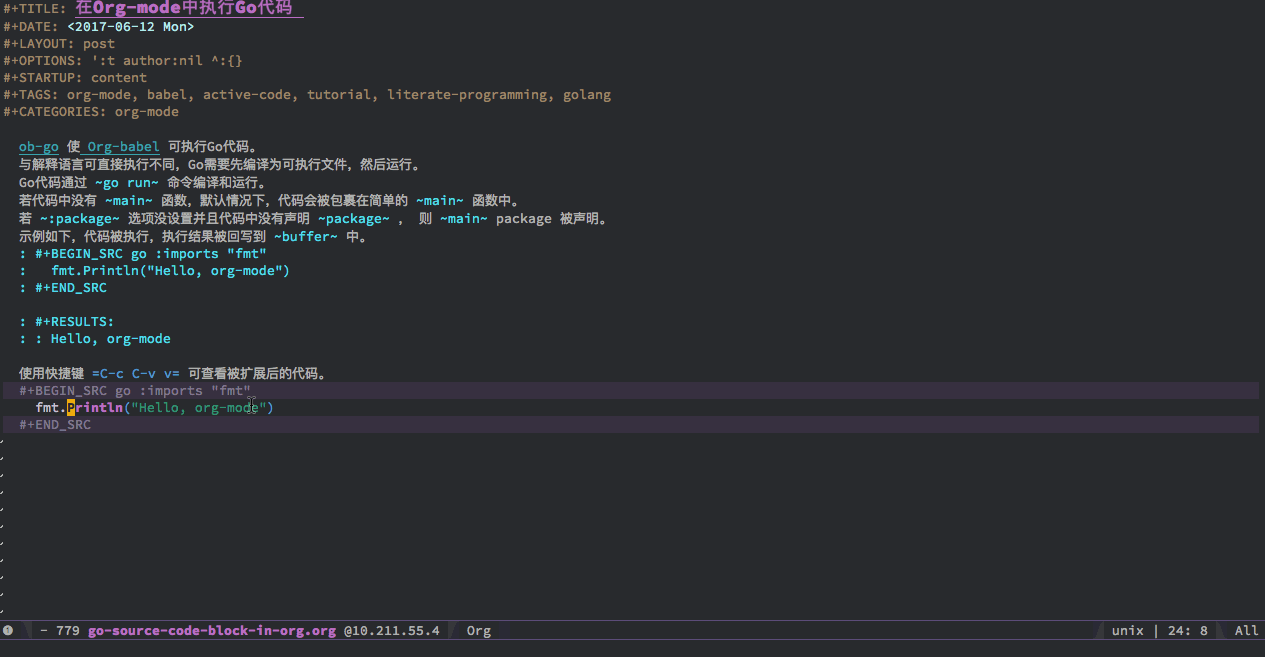 #+TITLE: 在Org-mode中执行Go代码
#+DATE: <2017-06-12 Mon>
#+LAYOUT: post
#+OPTIONS: ':t author:nil ^:{}
#+STARTUP: content
#+TAGS: org-mode, babel, active-code, tutorial, literate-programming, golang
#+CATEGORIES: org-mode
ob-go 使 Org-babel 可执行Go代码。
与解释语言可直接执行不同，Go需要先编译为可执行文件，然后运行。
Go代码通过 ~go run~ 命令编译和运行。
若代码中没有 ~main~ 函数，默认情况下，代码会被包裹在简单的 ~main~ 函数中。
若 ~:package~ 选项没设置并且代码中没有声明 ~package~ ， 则 ~main~ package 被声明。
示例如下，代码被执行，执行结果被回写到 ~buffer~ 中。
: #+BEGIN_SRC go :imports "fmt"
:   fmt.Println("Hello, org-mode")
: #+END_SRC
: #+RESULTS:
: : Hello, org-mode
使用快捷键 =C-c C-v v= 可查看被扩展后的代码。
#+BEGIN_SRC go :imports "fmt"
fmt.Println("Hello, org-mode")
#+END_SRC
❶ - 779 go-source-code-block-in-org.org @10.211.55.4 Org unix | 24: 8 All